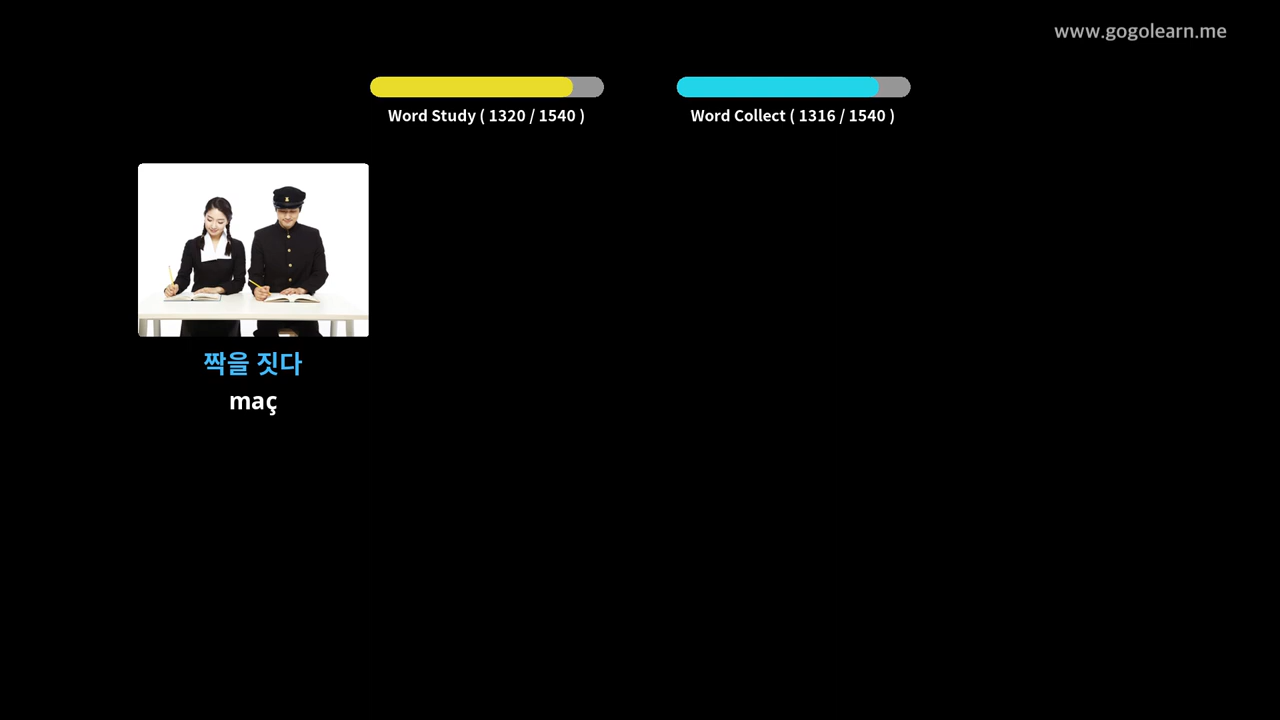 www.gogolearn.me
Word Study ( 1320 / 1540 )
Word Collect ( 1316 / 1540 )
짝을 짓다
maç